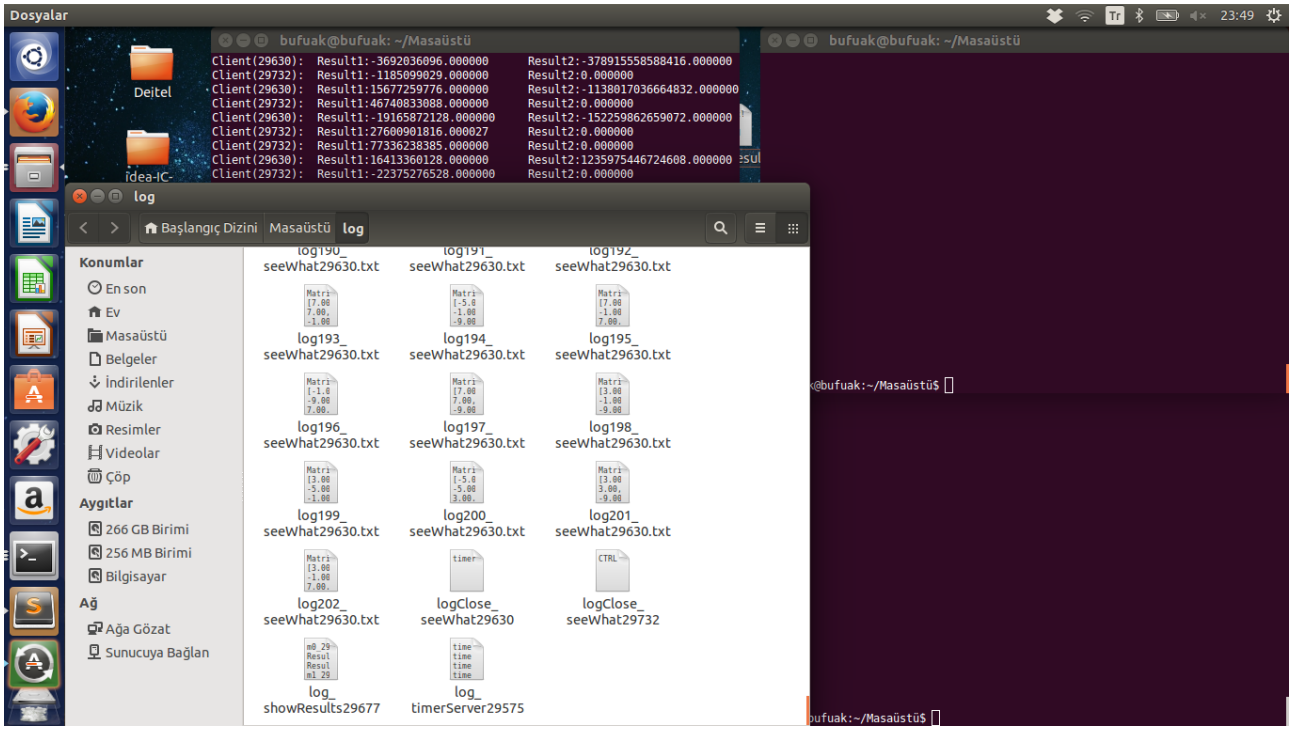 Dosyalar
Tr
23:49
bufuak@bufuak: ~/Masaüstü
bufuak@bufuak: ~/Masaüstü
Deitel
idea-IC-
Client(29630): Result1:-3692036096.000000 Result2:-378915558588416.000000
Client(29732): Result1:-1185099029.000000 Result2:0.000000
Client(29630): Result1:15677259776.000000 Result2:-1138017036664832.000000
Client(29732): Result1:46740833088.000000 Result2:0.000000
Client(29630): Result1:-19165872128.000000 Result2:-152259862659072.000000
Client(29732): Result1:27600901816.000027 Result2:0.000000
Client(29732): Result1:77336238385.000000 Result2:0.000000
Client(29630): Result1:16413360128.000000 Result2:1235975446724608.000000
Client(29732): Result1:-22375276528.000000 Result2:0.000000
log
Başlangıç Dizini Masaüstü log
Konumlar
En son
Ev
Masaüstü
Belgeler
İndirilenler
Müzik
Resimler
Videolar
Çöp
Aygıtlar
266 GB Birimi
256 MB Birimi
Bilgisayar
Ağ
Ağa Gözat
Sunucuya Bağlan
log190_ log191_ log192_
seeWhat29630.txt seeWhat29630.txt seeWhat29630.txt
log193_ log194_ log195_
seeWhat29630.txt seeWhat29630.txt seeWhat29630.txt
log196_ log197_ log198_
seeWhat29630.txt seeWhat29630.txt seeWhat29630.txt
log199_ log200_ log201_
seeWhat29630.txt seeWhat29630.txt seeWhat29630.txt
log202_ logClose_ logClose_
seeWhat29630.txt seeWhat29630 seeWhat29732
log_ log_
showResults29677 timerServer29575
@bufuak:~/Masaüstü$
bufuak:~/Masaüstü$